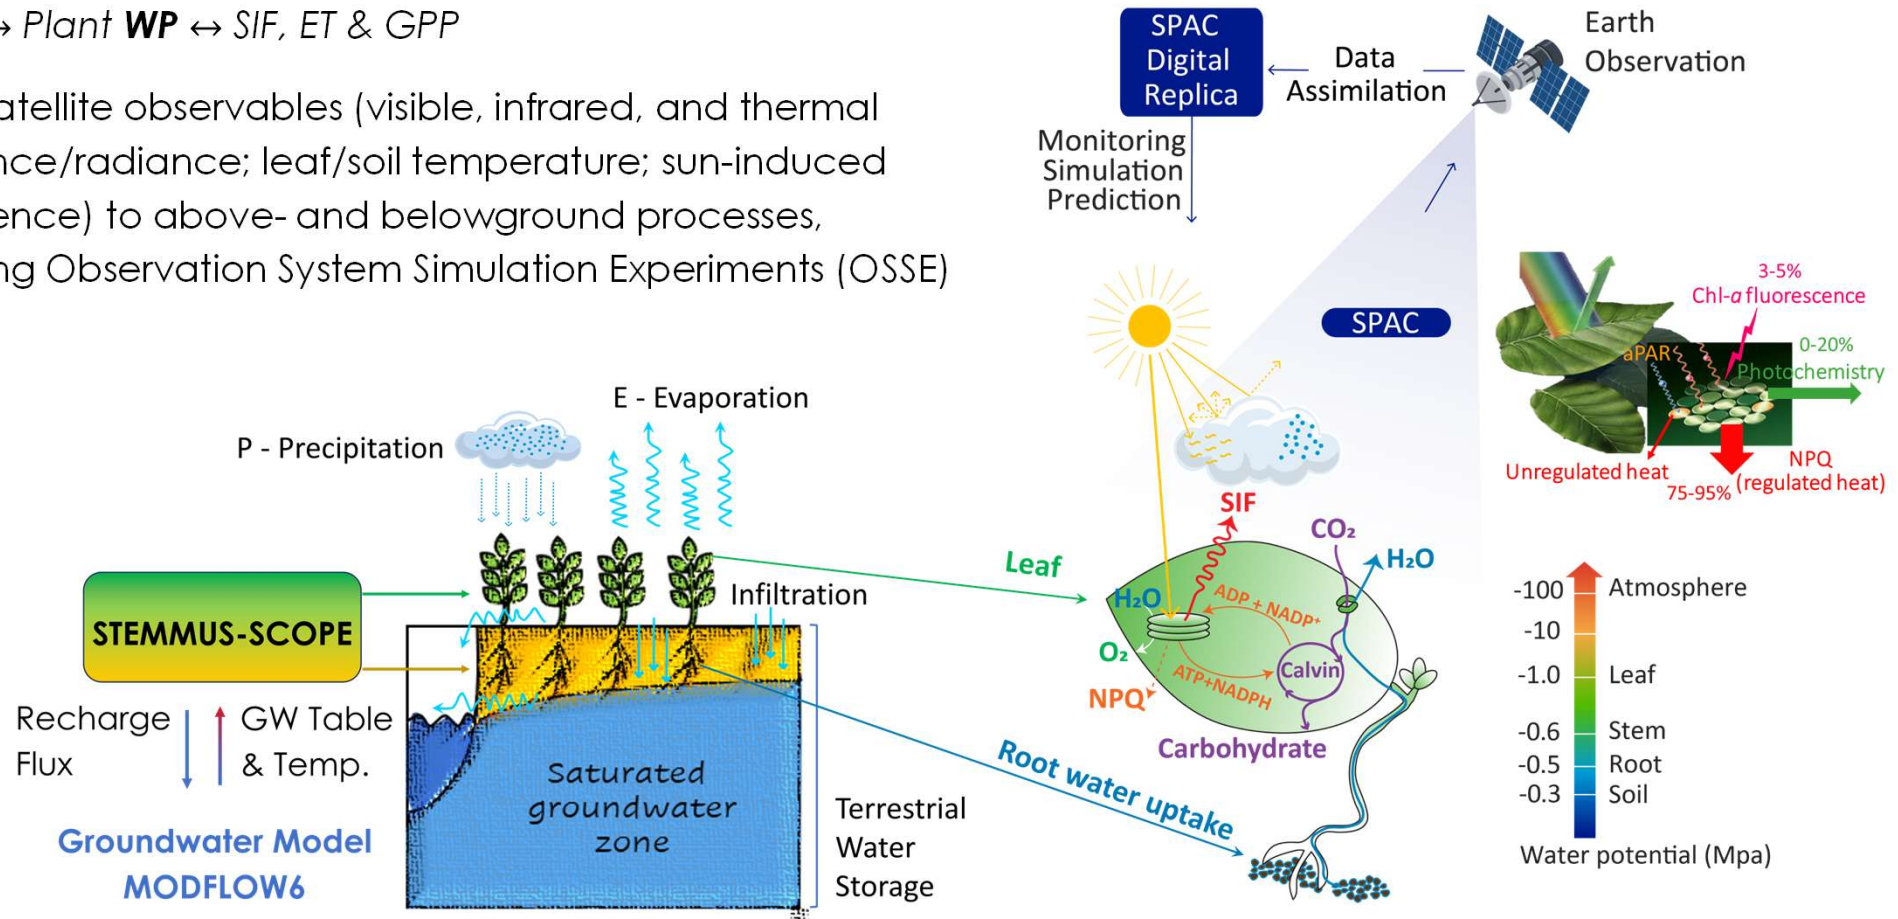 → Plant WP ↔ SIF, ET & GPP
atellite observables (visible, infrared, and thermal
nce/radiance; leaf/soil temperature; sun-induced
ence) to above- and belowground processes,
ng Observation System Simulation Experiments (OSSE)
SPAC
Digital
Replica
Data
Assimilation
Earth
Observation
Monitoring
Simulation
Prediction
SPAC
3-5%
Chl-a fluorescence
aPAR
0-20%
Photochemistry
Unregulated heat
75-95%
NPQ
(regulated heat)
E - Evaporation
P - Precipitation
Infiltration
STEMMUS-SCOPE
Recharge
Flux
GW Table
& Temp.
Groundwater Model
MODFLOW6
Saturated
groundwater
zone
Terrestrial
Water
Storage
Leaf
Root water uptake
SIF
CO₂
H₂O
H₂O
ADP + NADP⁺
O₂
ATP+NADPH
Calvin
NPQ
Carbohydrate
-100 Atmosphere
-10
-1.0 Leaf
-0.6 Stem
-0.5 Root
-0.3 Soil
Water potential (Mpa)